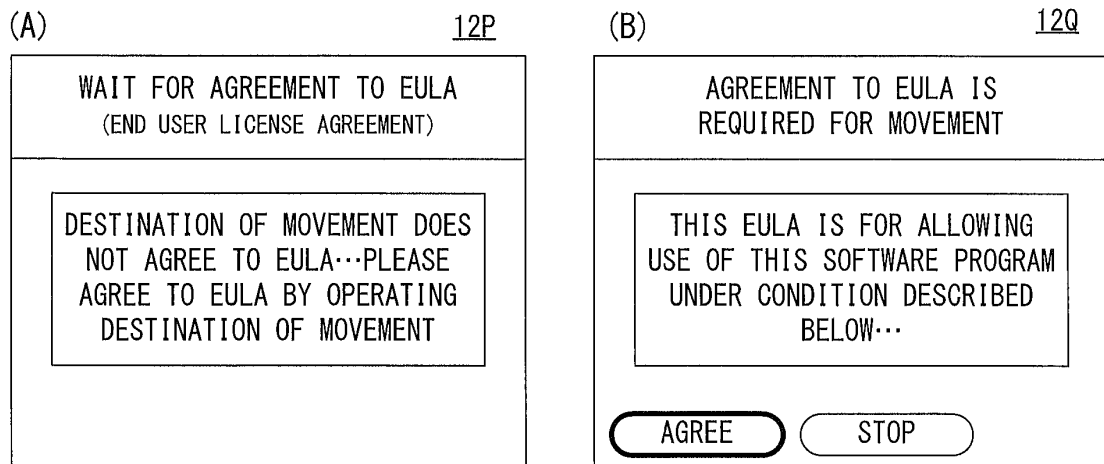 (A)
12P
WAIT FOR AGREEMENT TO EULA
(END USER LICENSE AGREEMENT)
DESTINATION OF MOVEMENT DOES
NOT AGREE TO EULA···PLEASE
AGREE TO EULA BY OPERATING
DESTINATION OF MOVEMENT
(B)
12Q
AGREEMENT TO EULA IS
REQUIRED FOR MOVEMENT
THIS EULA IS FOR ALLOWING
USE OF THIS SOFTWARE PROGRAM
UNDER CONDITION DESCRIBED
BELOW···
AGREE
STOP